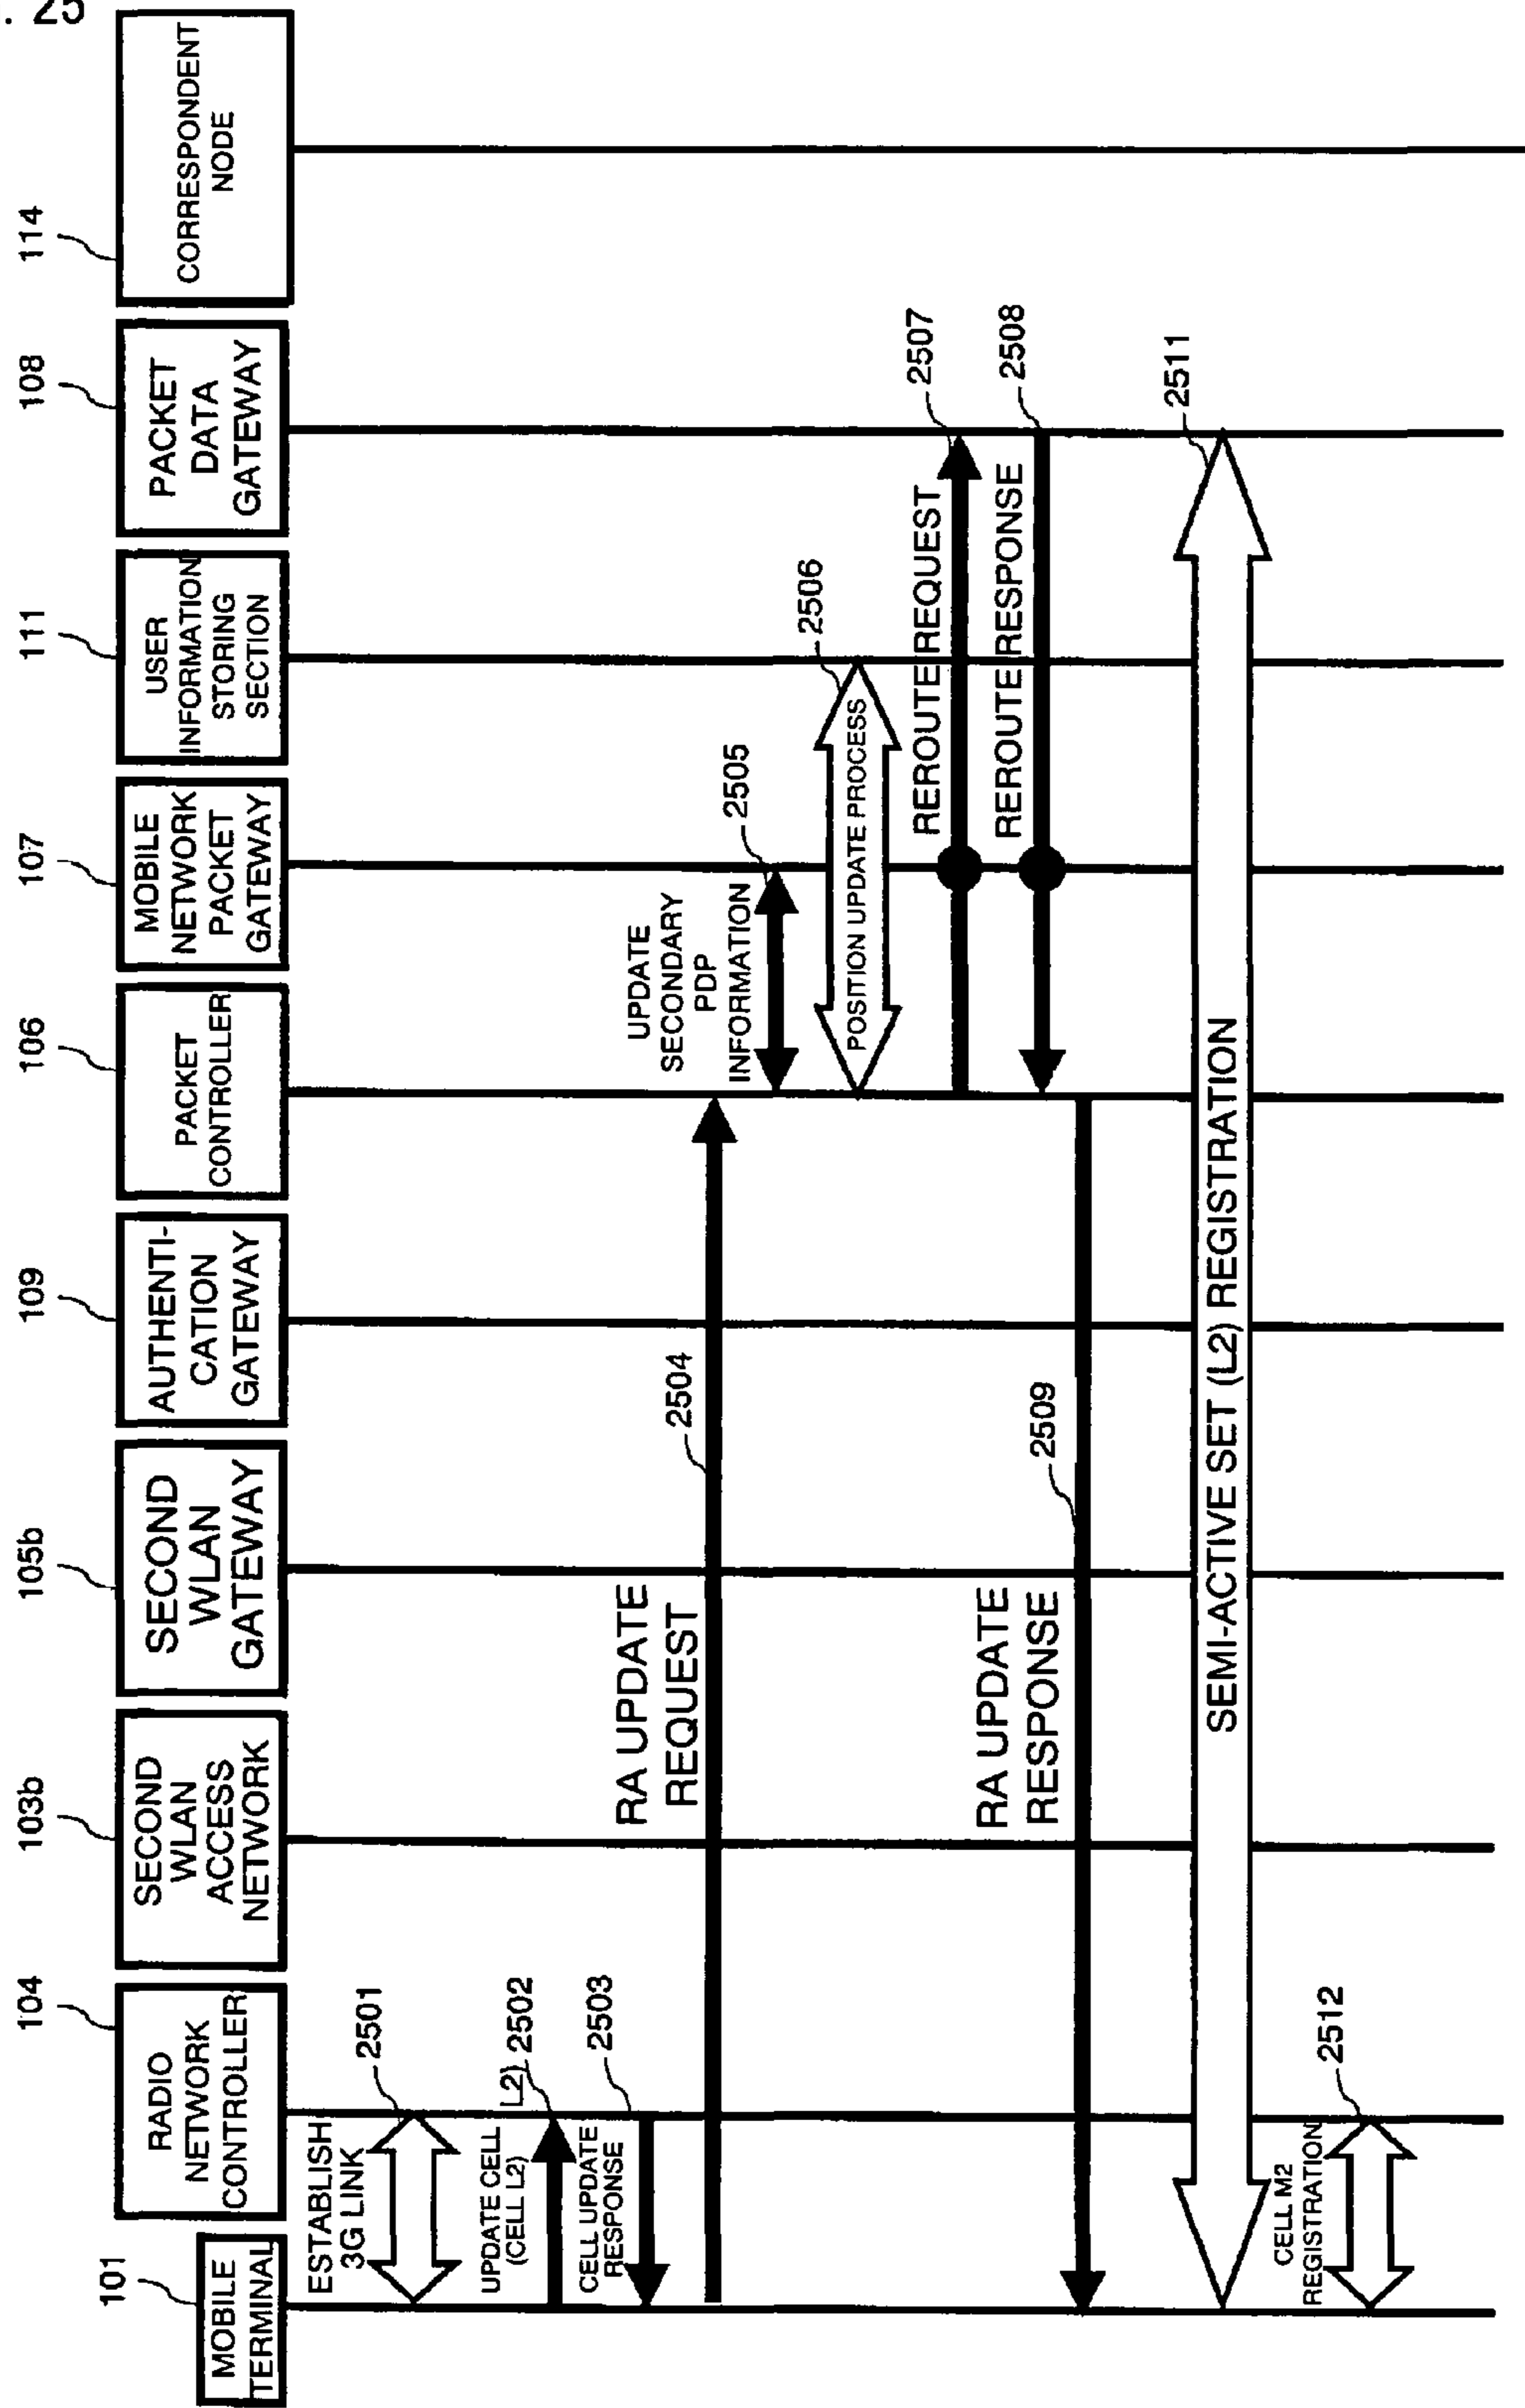 . 25
101
MOBILE
TERMINAL
104
RADIO
NETWORK
CONTROLLER
103b
SECOND
WLAN
ACCESS
NETWORK
105b
SECOND
WLAN
GATEWAY
109
AUTHENTI-
CATION
GATEWAY
106
PACKET
CONTROLLER
107
MOBILE
NETWORK
PACKET
GATEWAY
111
USER
INFORMATION
STORING
SECTION
108
PACKET
DATA
GATEWAY
114
CORRESPONDENT
NODE
ESTABLISH
3G LINK
2501
UPDATE CELL
(CELL L2)
L2)
2502
CELL UPDATE
RESPONSE
2503
RA UPDATE
REQUEST
2504
UPDATE
SECONDARY
PDP
INFORMATION
2505
POSITION UPDATE PROCESS
2506
REROUTE REQUEST
2507
REROUTE RESPONSE
2508
RA UPDATE
RESPONSE
2509
SEMI-ACTIVE SET (L2) REGISTRATION
2511
CELL M2
REGISTRATION
2512